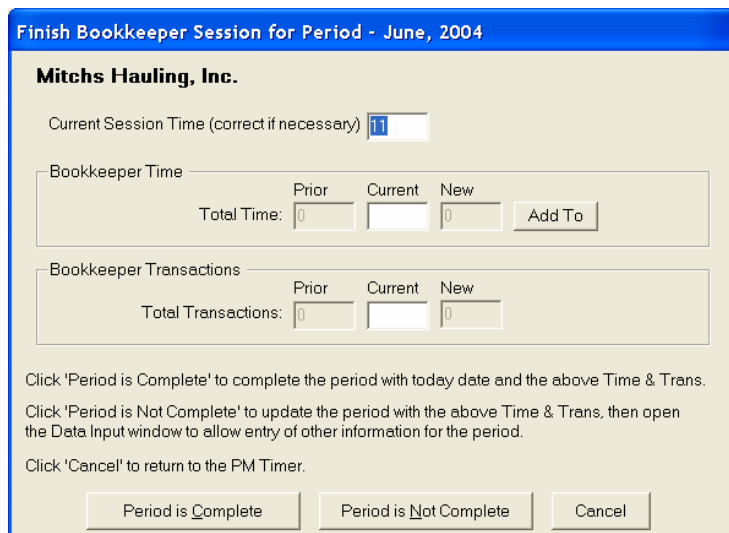 Finish Bookkeeper Session for Period - June, 2004
Mitchs Hauling, Inc.
Current Session Time (correct if necessary) 11
Bookkeeper Time
Prior Current New
Total Time: 0 0 Add To
Bookkeeper Transactions
Prior Current New
Total Transactions: 0 0
Click 'Period is Complete' to complete the period with today date and the above Time & Trans.
Click 'Period is Not Complete' to update the period with the above Time & Trans, then open
the Data Input window to allow entry of other information for the period.
Click 'Cancel' to return to the PM Timer.
Period is Complete Period is Not Complete Cancel